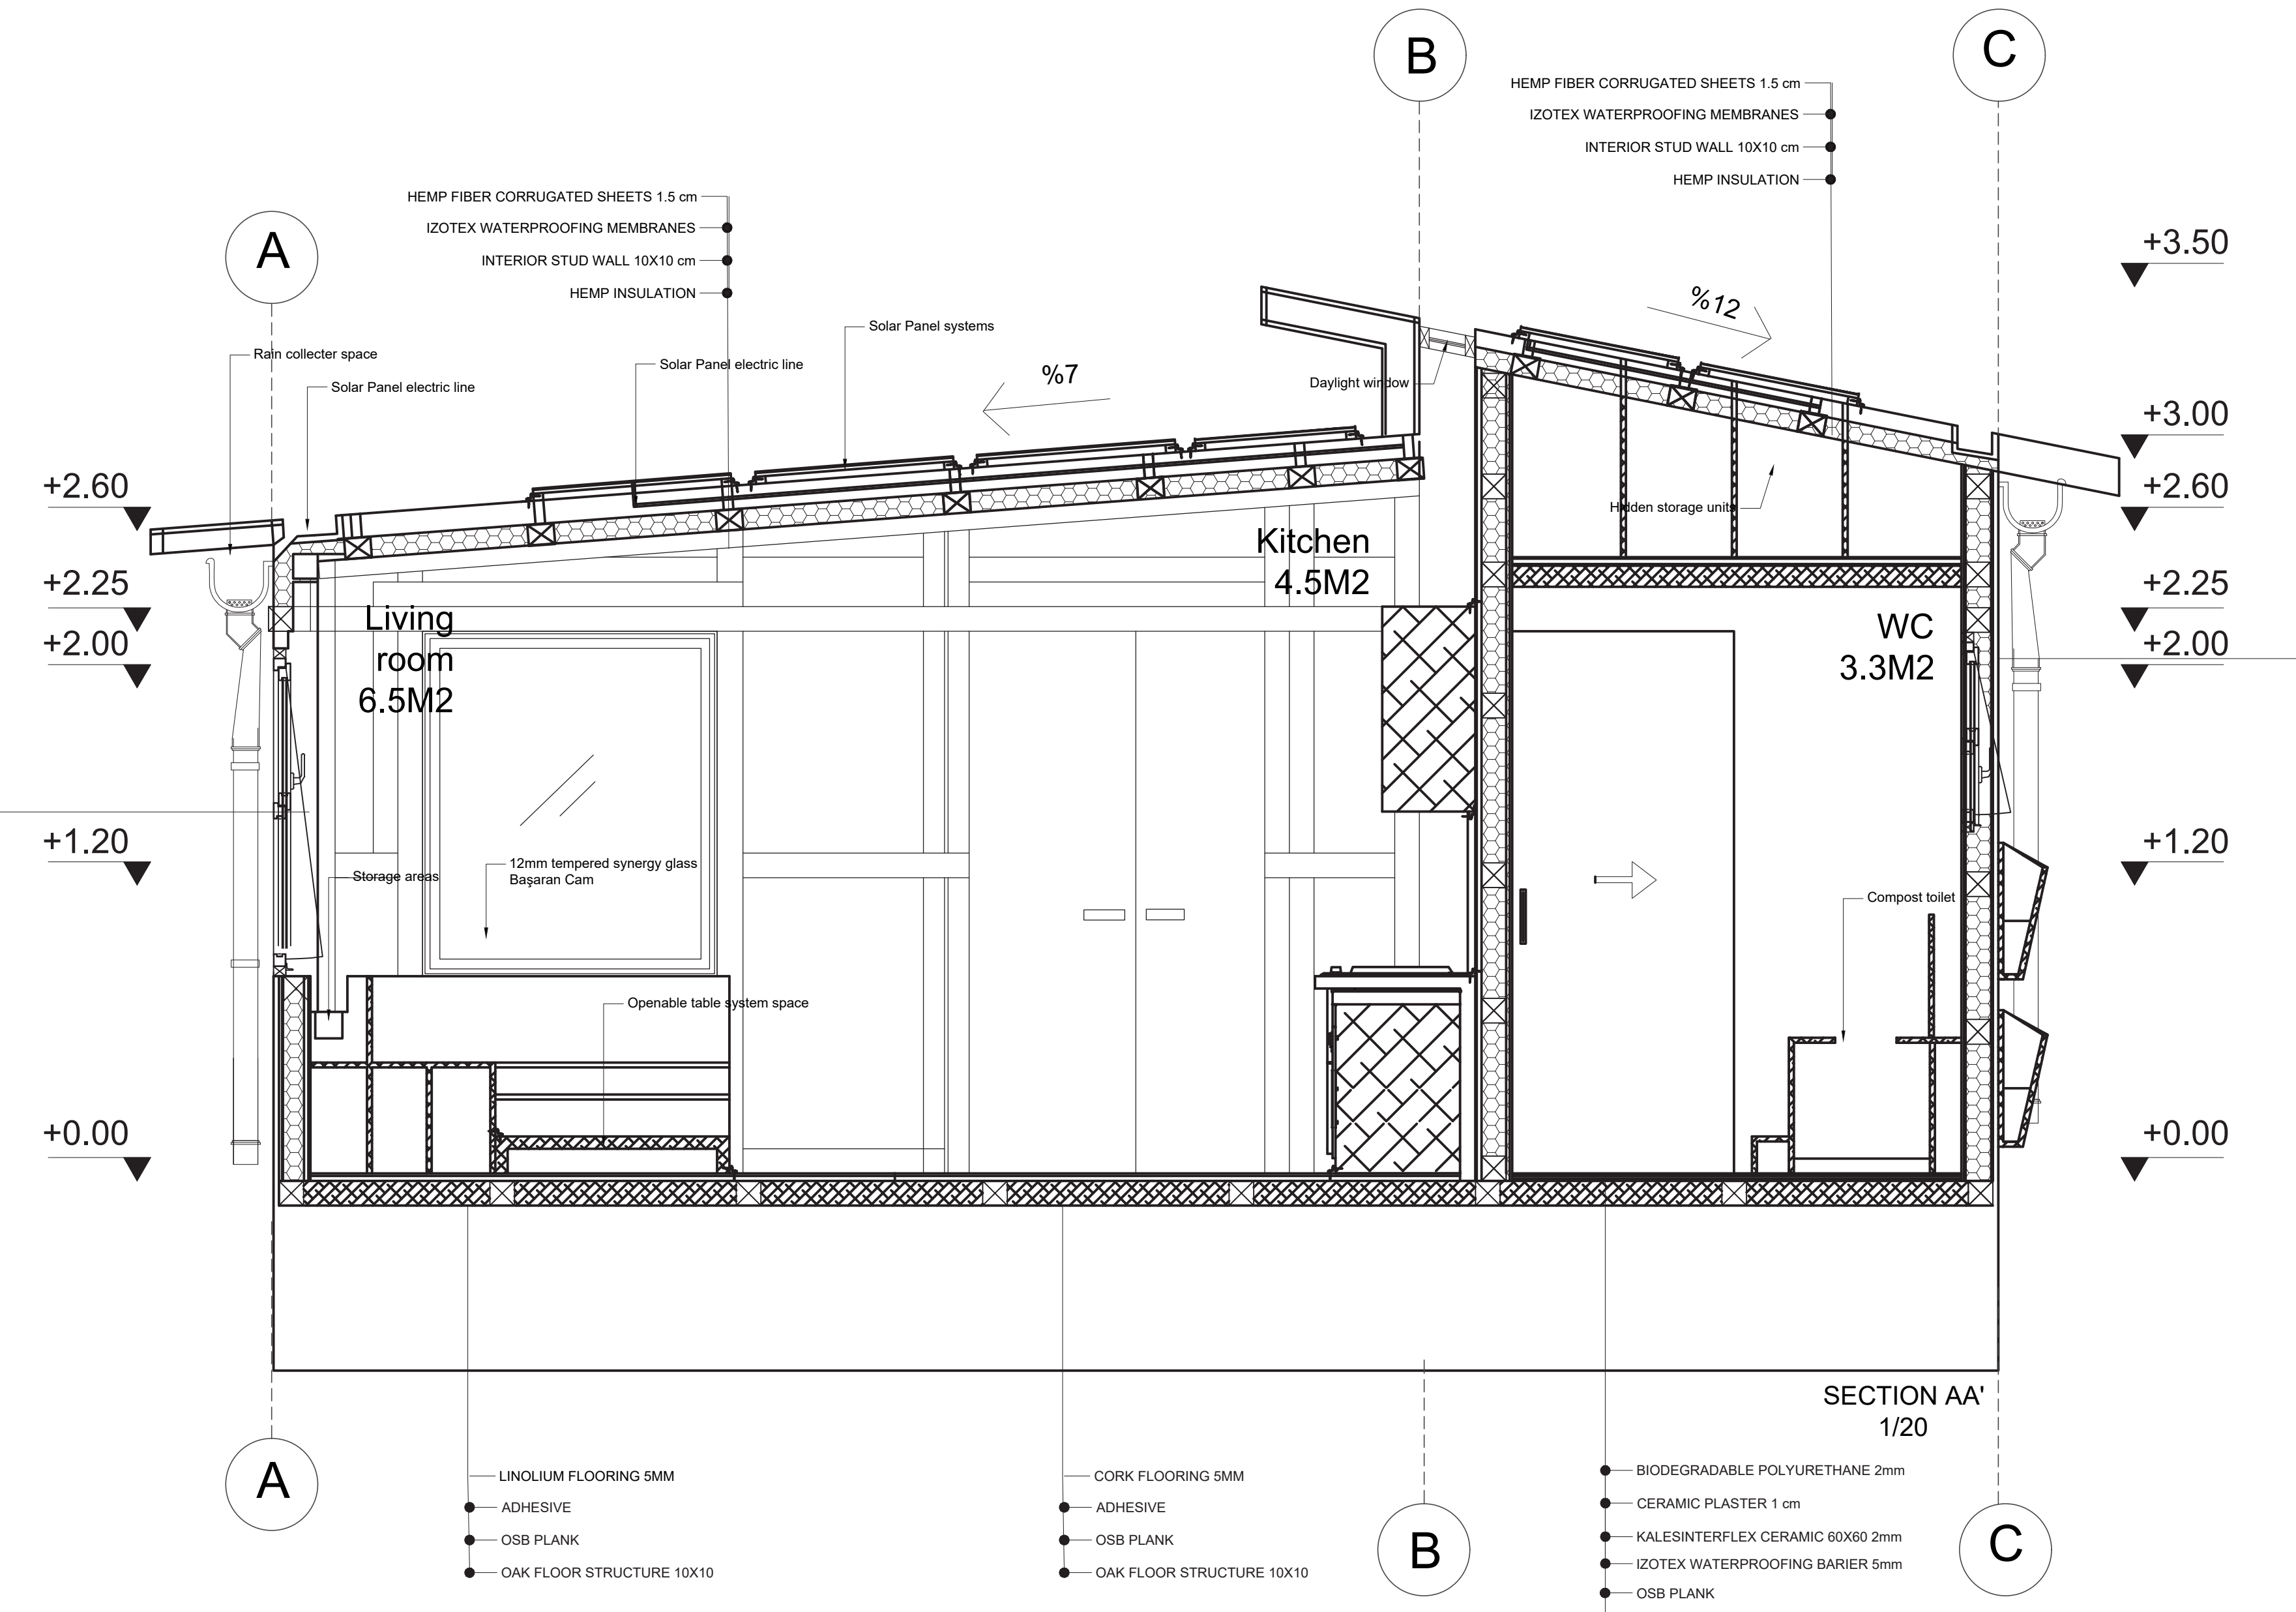 B
C
HEMP FIBER CORRUGATED SHEETS 1.5 cm
IZOTEX WATERPROOFING MEMBRANES
INTERIOR STUD WALL 10X10 cm
HEMP INSULATION
A
HEMP FIBER CORRUGATED SHEETS 1.5 cm
IZOTEX WATERPROOFING MEMBRANES
INTERIOR STUD WALL 10X10 cm
HEMP INSULATION
+3.50
%12
Solar Panel systems
Rain collecter space
Solar Panel electric line
Solar Panel electric line
%7
Daylight window
+3.00
+2.60
+2.60
Hidden storage units
Kitchen
4.5M2
+2.25
+2.25
Living
room
6.5M2
WC
3.3M2
+2.00
+2.00
+1.20
+1.20
12mm tempered synergy glass
Başaran Cam
Storage areas
Compost toilet
Openable table system space
+0.00
+0.00
SECTION AA'
1/20
A
LINOLIUM FLOORING 5MM
ADHESIVE
OSB PLANK
OAK FLOOR STRUCTURE 10X10
CORK FLOORING 5MM
ADHESIVE
OSB PLANK
OAK FLOOR STRUCTURE 10X10
B
BIODEGRADABLE POLYURETHANE 2mm
CERAMIC PLASTER 1 cm
KALESINTERFLEX CERAMIC 60X60 2mm
IZOTEX WATERPROOFING BARIER 5mm
OSB PLANK
C